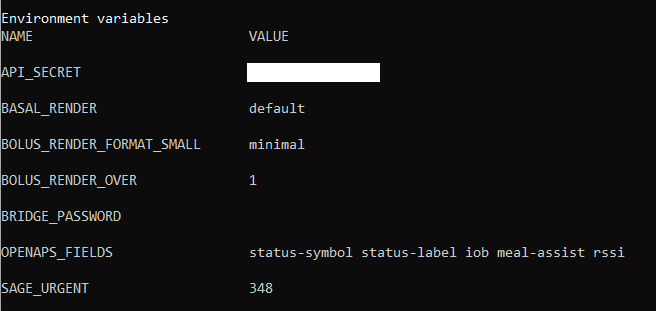 Environment variables
NAME VALUE
API_SECRET
BASAL_RENDER default
BOLUS_RENDER_FORMAT_SMALL minimal
BOLUS_RENDER_OVER 1
BRIDGE_PASSWORD
OPENAPS_FIELDS status-symbol status-label iob meal-assist rssi
SAGE_URGENT 348